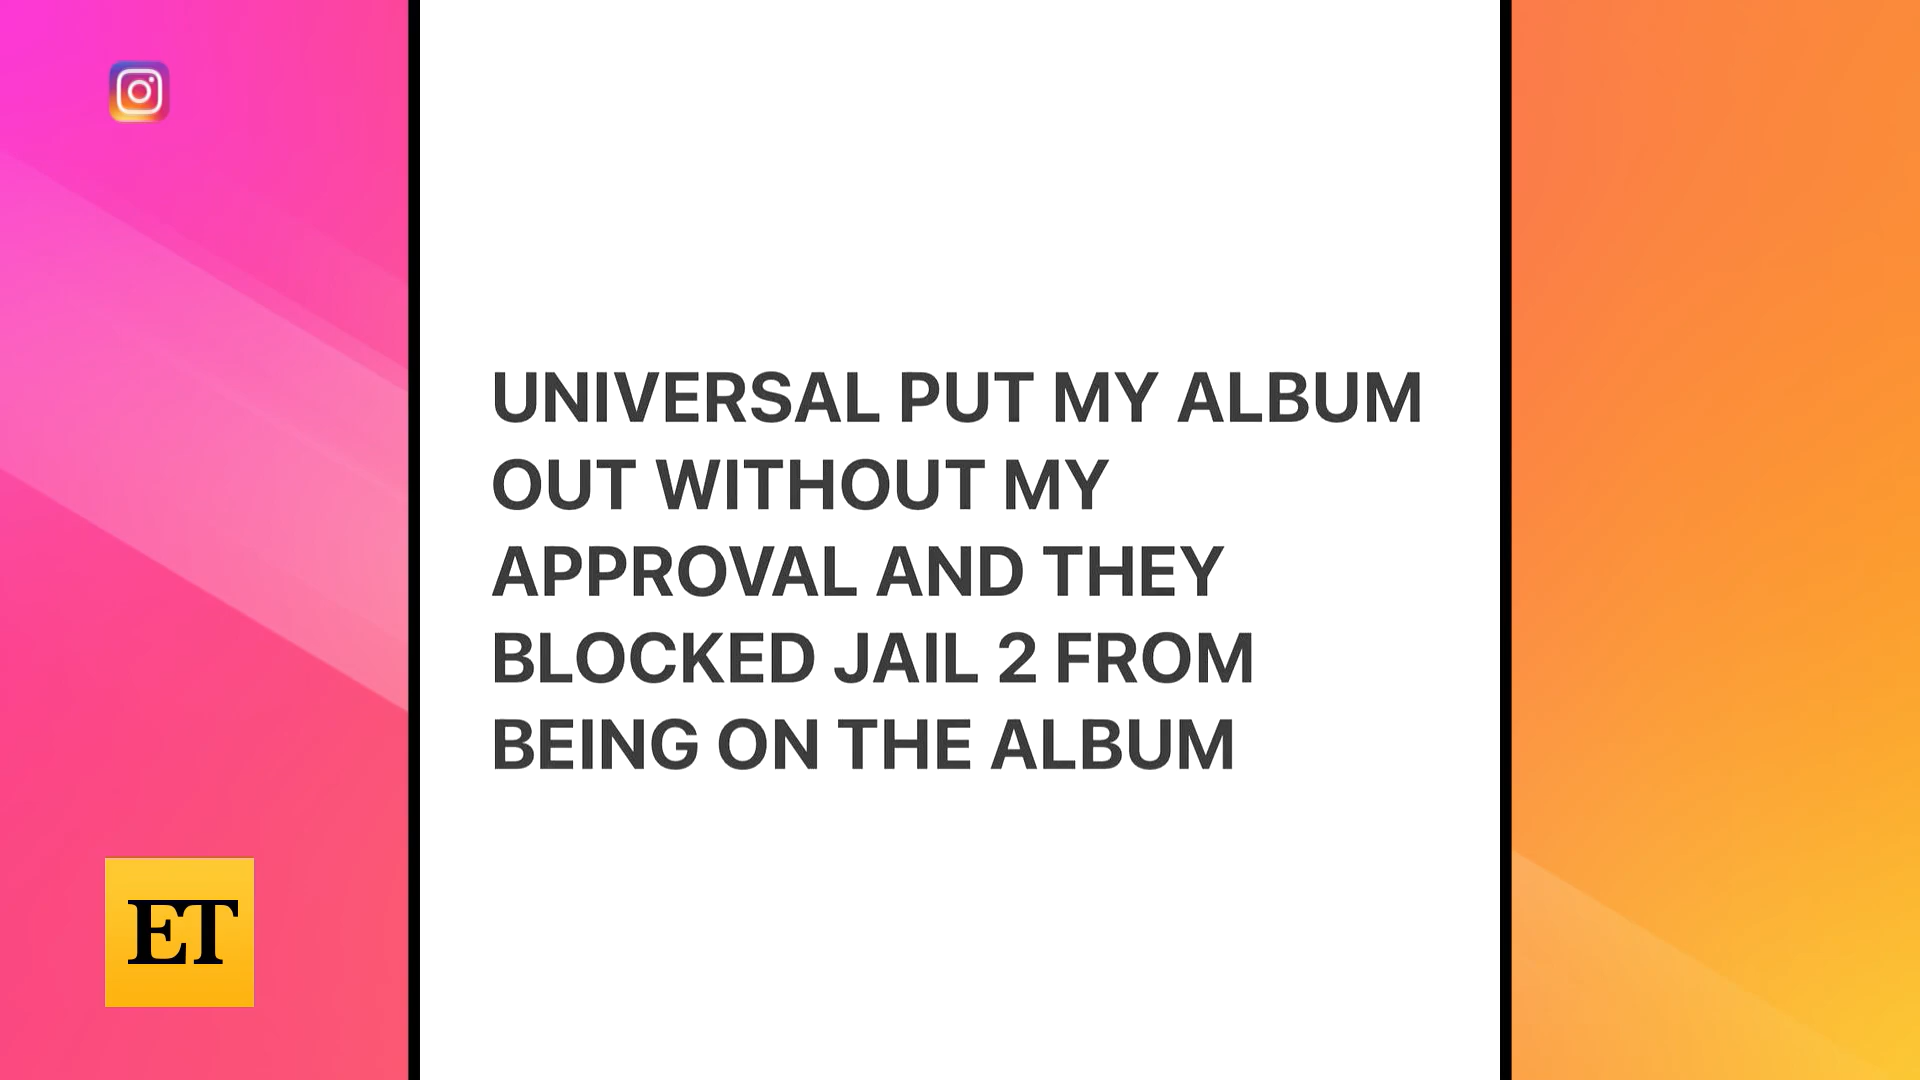 UNIVERSAL PUT MY ALBUM
OUT WITHOUT MY
APPROVAL AND THEY
BLOCKED JAIL 2 FROM
BEING ON THE ALBUM
ET